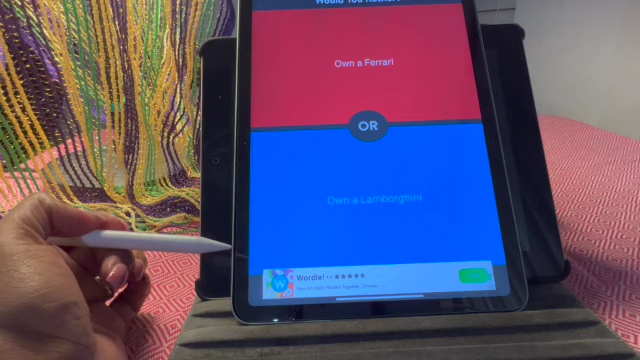 Would You Rather?
Own a Ferrari
OR
Own a Lamborghini
W
Wordle!